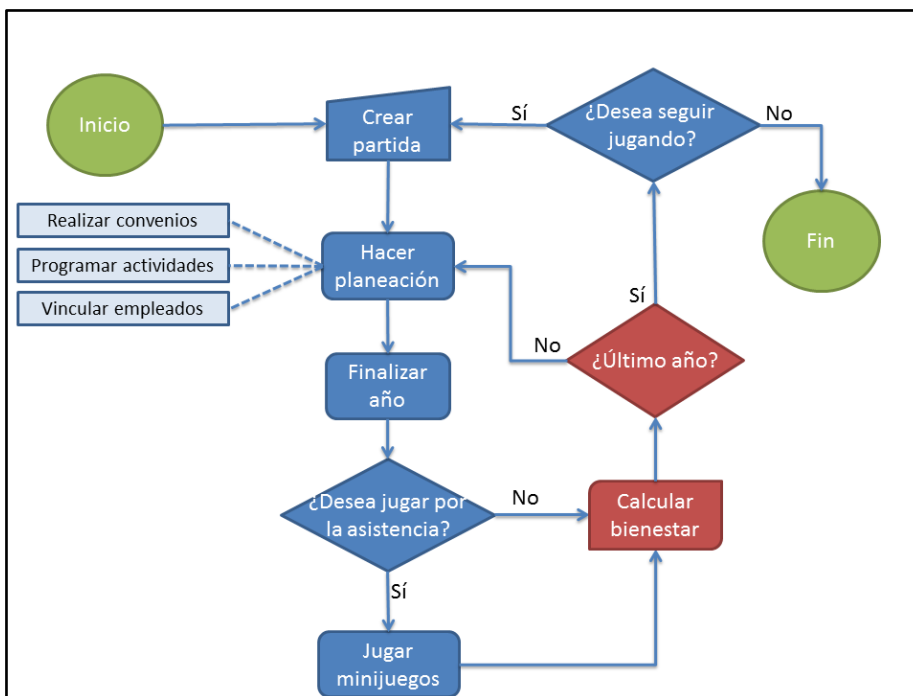 Inicio
Crear
partida
Sí
¿Desea seguir
jugando?
No
Fin
Realizar convenios
Programar actividades
Vincular empleados
Hacer
planeación
Sí
No
¿Último año?
Finalizar
año
¿Desea jugar por
la asistencia?
No
Calcular
bienestar
Sí
Jugar
minijuegos